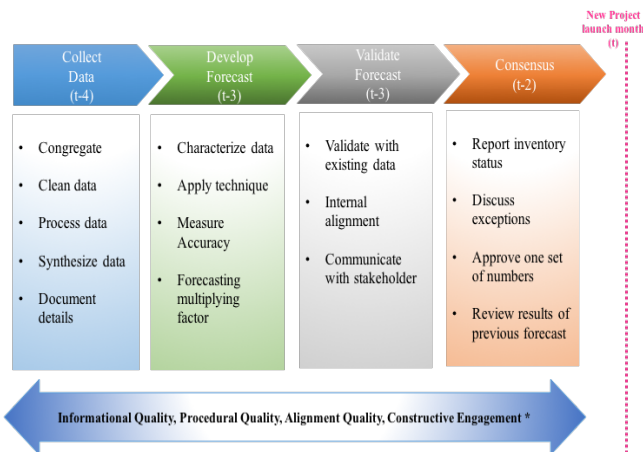 New Project
launch month
(t)
Collect
Data
(t-4)
Develop
Forecast
(t-3)
Validate
Forecast
(t-3)
Consensus
(t-2)
• Congregate
• Clean data
• Process data
• Synthesize data
• Document
details
• Characterize data
• Apply technique
• Measure
Accuracy
• Forecasting
multiplying
factor
• Validate with
existing data
• Internal
alignment
• Communicate
with stakeholder
• Report inventory
status
• Discuss
exceptions
• Approve one set
of numbers
• Review results of
previous forecast
Informational Quality, Procedural Quality, Alignment Quality, Constructive Engagement *